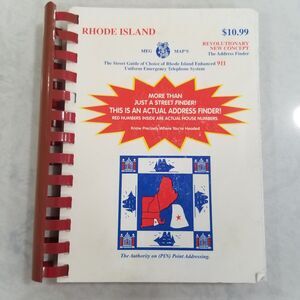 RHODE ISLAND
$10.99
MEG MAP'S
REVOLUTIONARY
NEW CONCEPT
The Address Finder
The Street Guide of Choice of Rhode Island Enhanced 911
Uniform Emergency Telephone System
MORE THAN
JUST A STREET FINDER!
THIS IS AN ACTUAL ADDRESS FINDER!
RED NUMBERS INSIDE ARE ACTUAL HOUSE NUMBERS
Know Precisely Where You're Headed
The Authority on (PIN) Point Addressing.